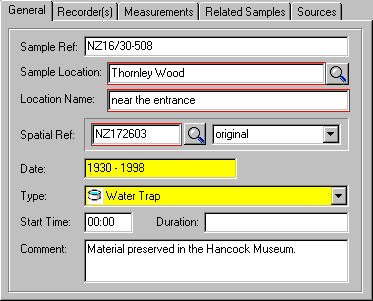 General Recorder(s) Measurements Related Samples Sources
Sample Ref: NZ16/30-508
Sample Location: Thornley Wood
Location Name: near the entrance
Spatial Ref: NZ172603 original
Date: 1930 - 1998
Type: Water Trap
Start Time: 00:00 Duration:
Comment: Material preserved in the Hancock Museum.